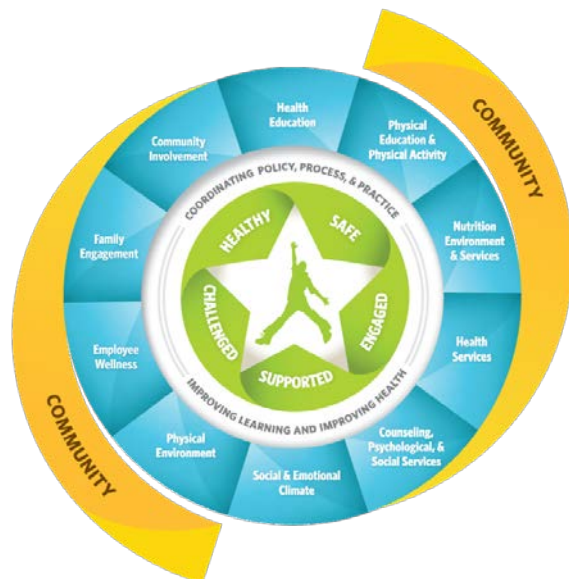 COMMUNITY
Health
Education
Physical
Education &
Physical Activity
Nutrition
Environment
& Services
Health
Services
Counseling,
Psychological, &
Social Services
Social & Emotional
Climate
Physical
Environment
Employee
Wellness
Family
Engagement
Community
Involvement
COORDINATING POLICY, PROCESS, & PRACTICE
IMPROVING LEARNING AND IMPROVING HEALTH
HEALTHY
SAFE
ENGAGED
SUPPORTED
CHALLENGED
COMMUNITY